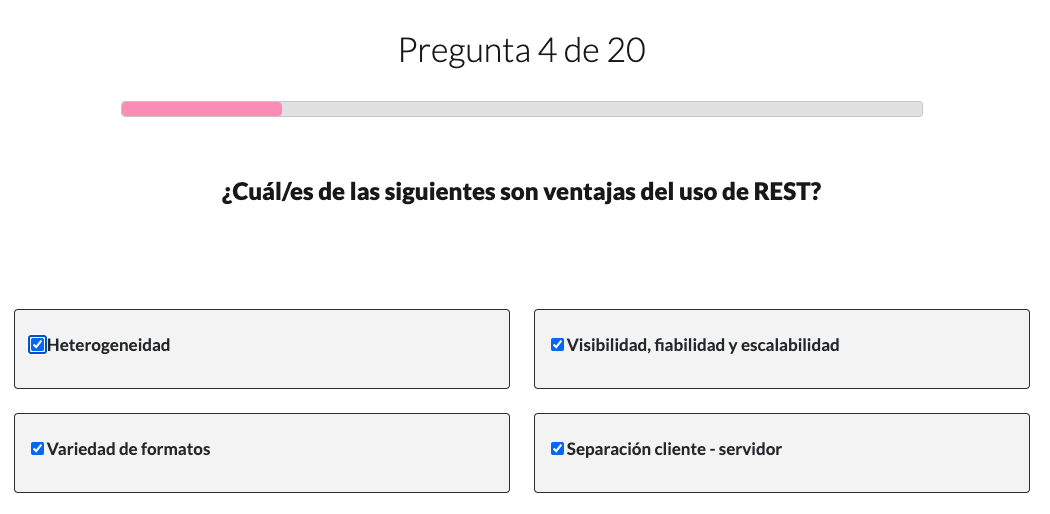 Pregunta 4 de 20
¿Cuál/es de las siguientes son ventajas del uso de REST?
Heterogeneidad
Visibilidad, fiabilidad y escalabilidad
Variedad de formatos
Separación cliente - servidor